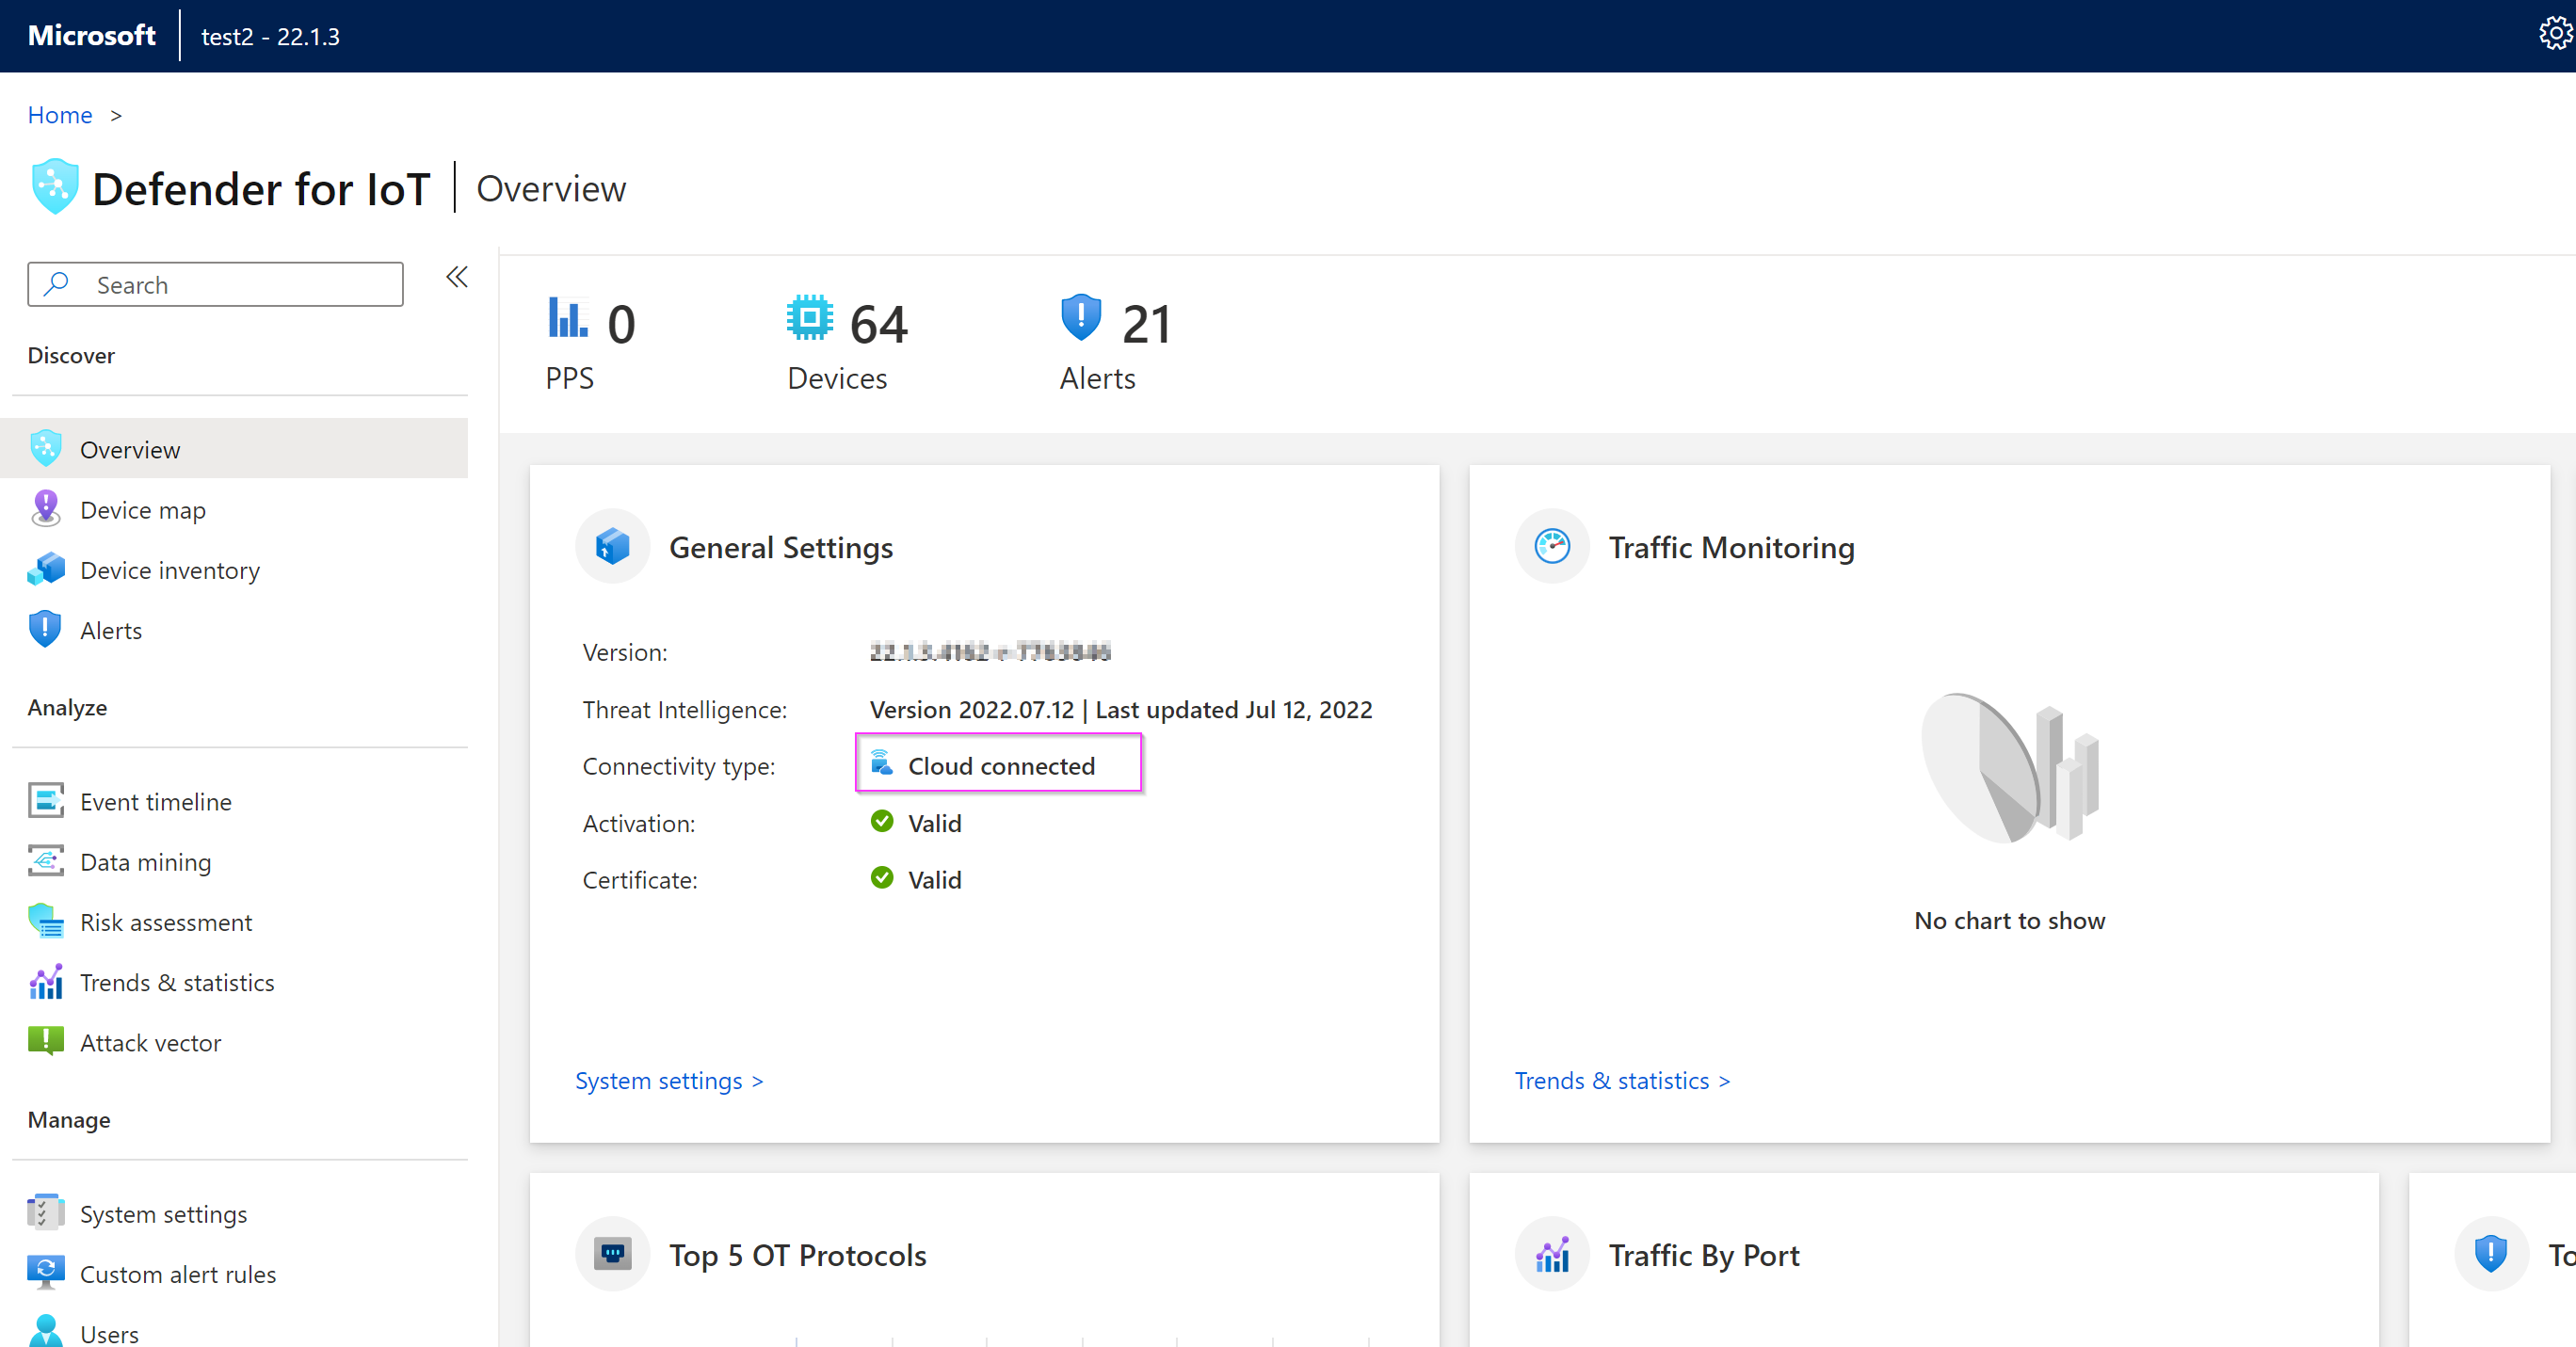 Microsoft
test2 - 22.1.3
Home >
Defender for IoT
Overview
Search
Discover
Overview
Device map
Device inventory
Alerts
Analyze
Event timeline
Data mining
Risk assessment
Trends & statistics
Attack vector
Manage
System settings
Custom alert rules
Users
0
PPS
64
Devices
21
Alerts
General Settings
Version:
Threat Intelligence: Version 2022.07.12 | Last updated Jul 12, 2022
Connectivity type: Cloud connected
Activation: Valid
Certificate: Valid
System settings >
Traffic Monitoring
No chart to show
Trends & statistics >
Top 5 OT Protocols
Traffic By Port